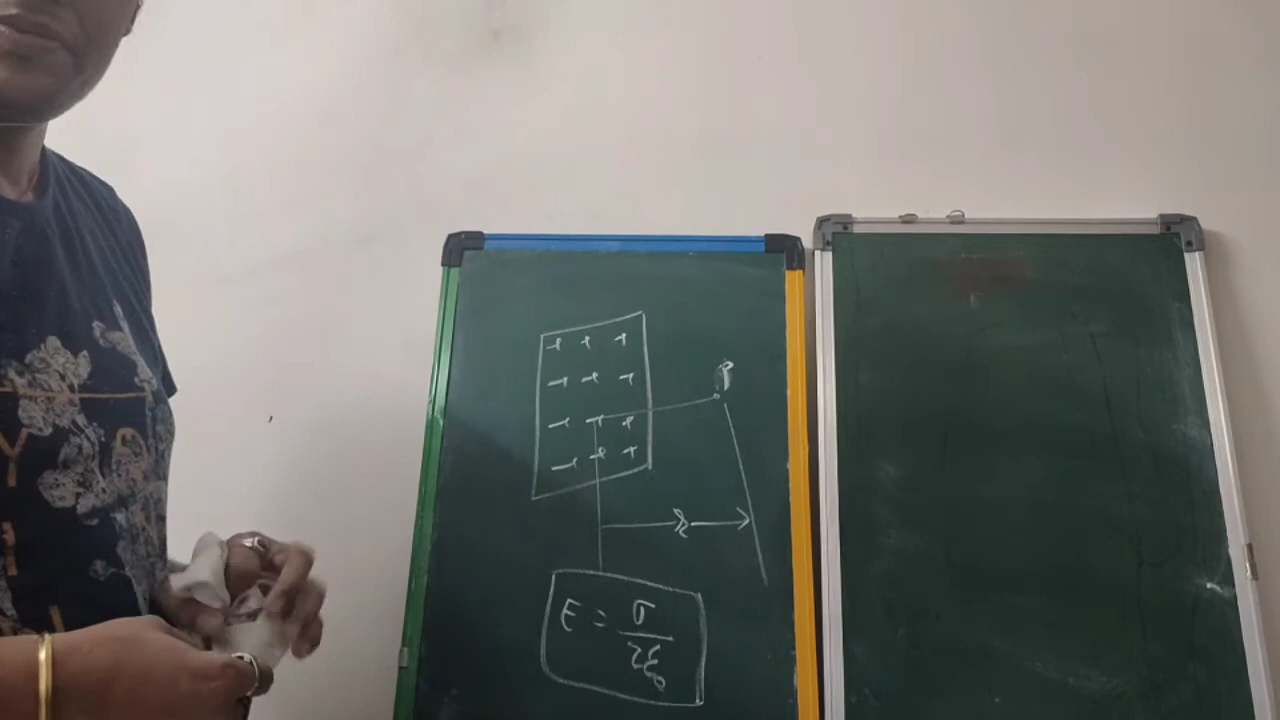 + + +
+ + +
P
+ + +
+ + +
r
E = σ
2ε₀